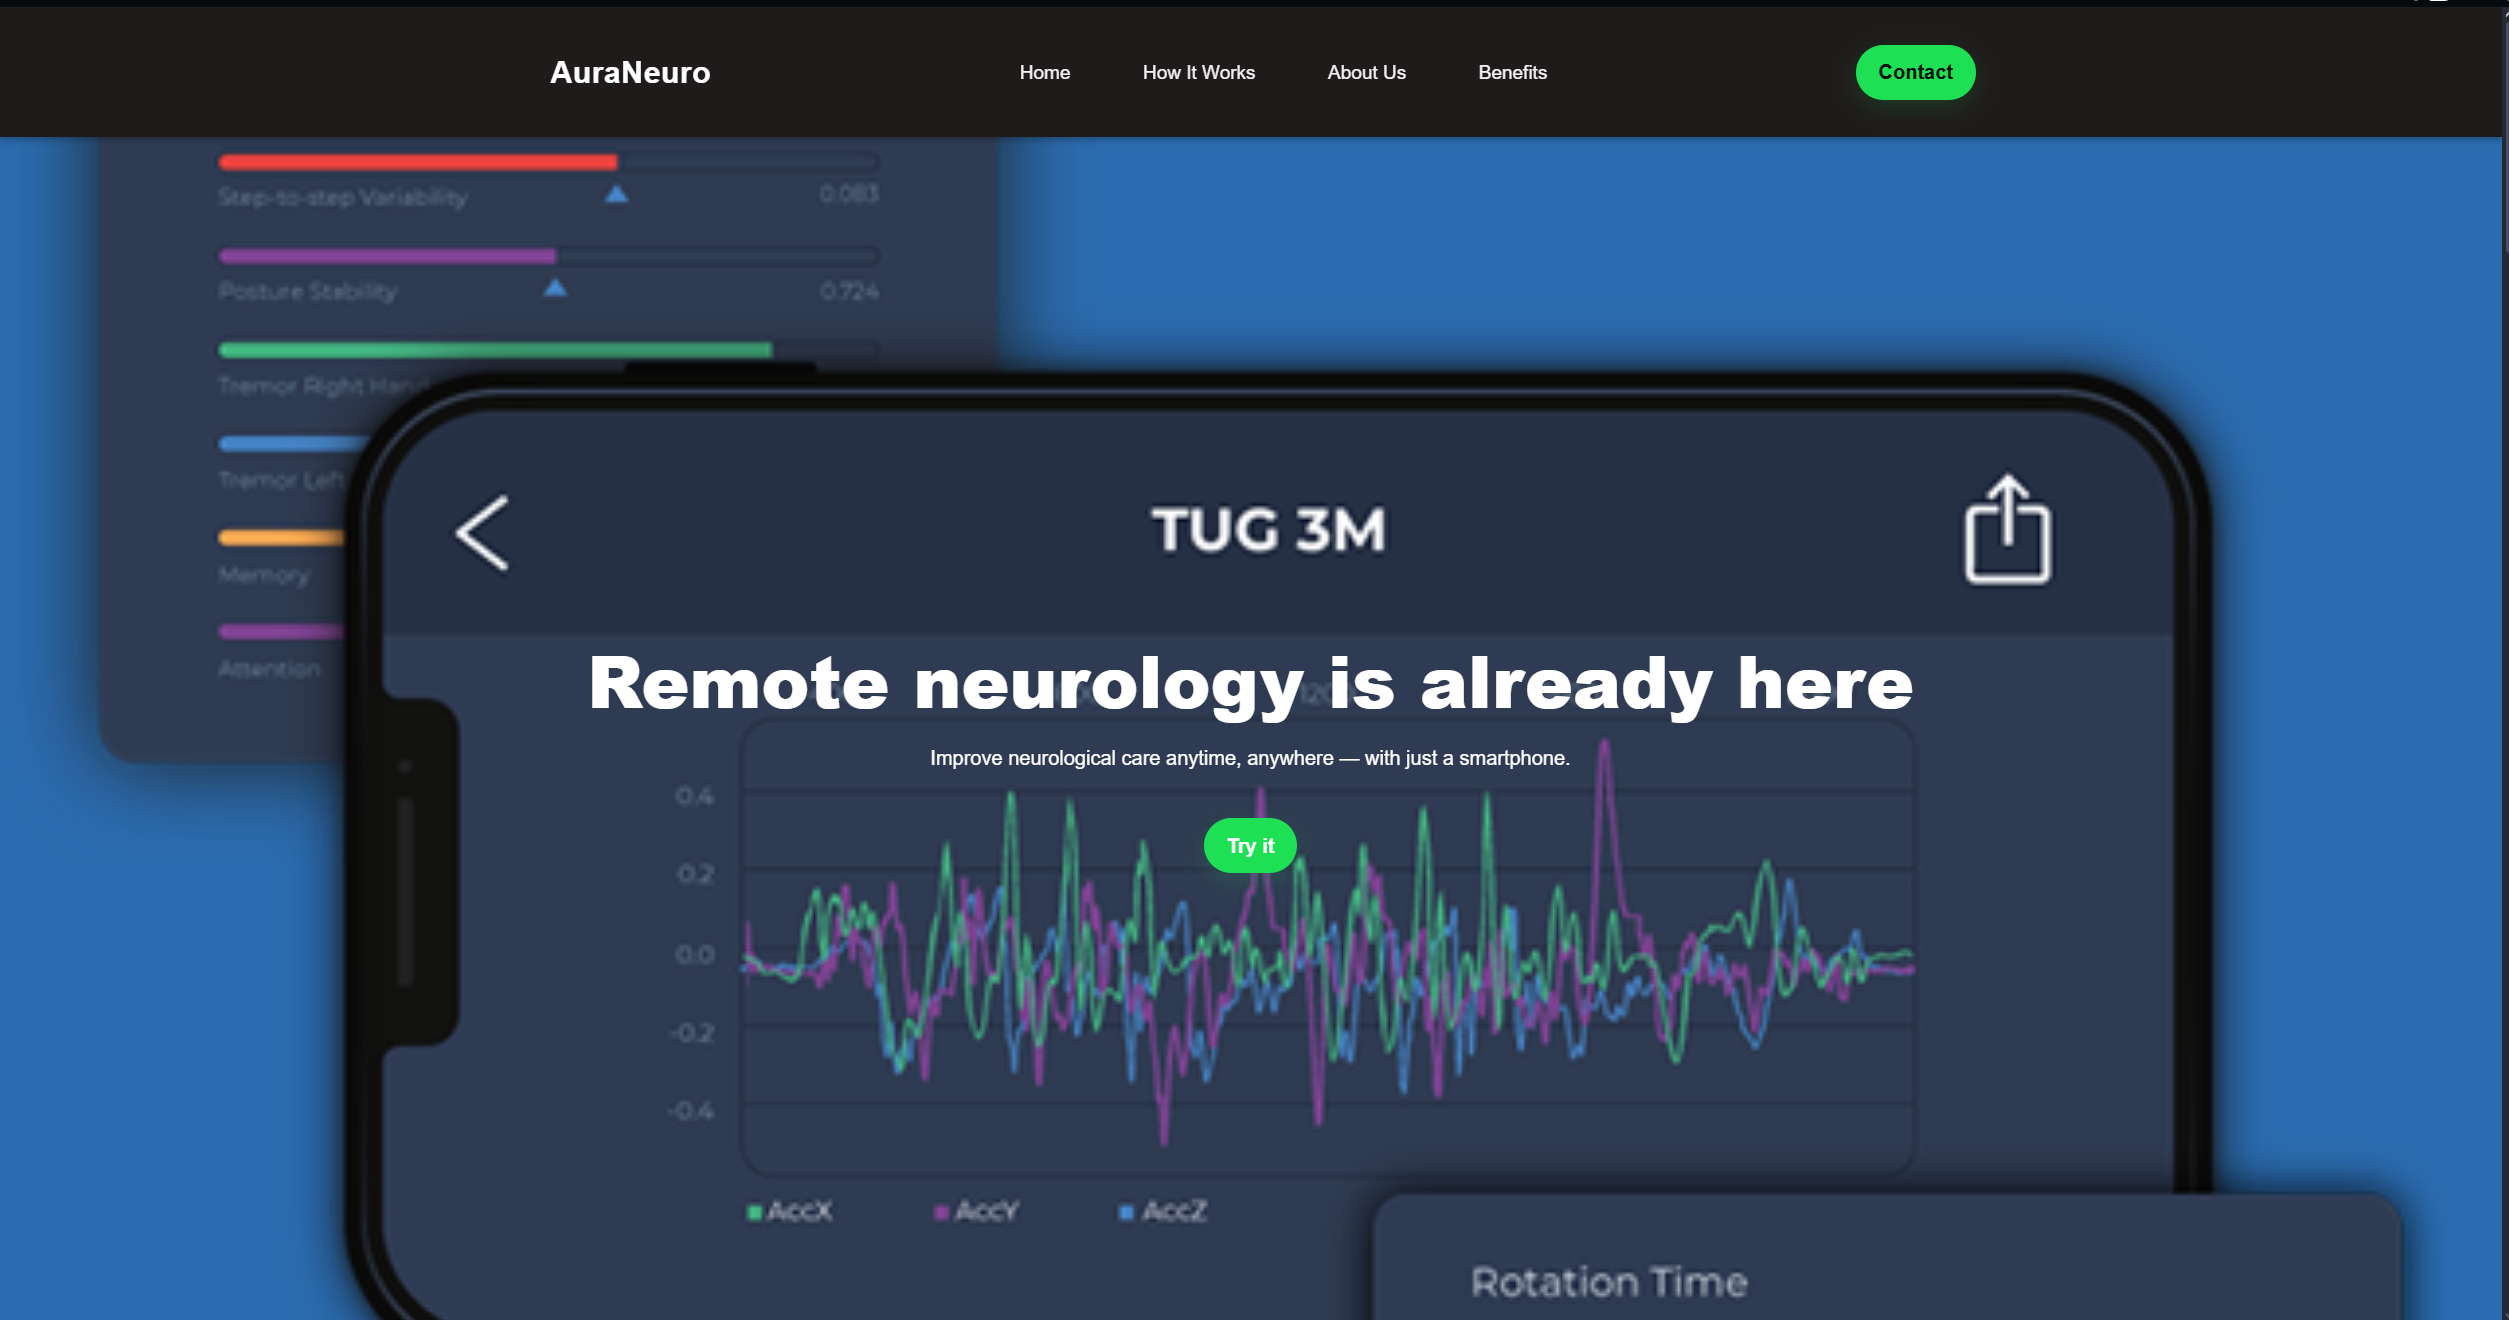 AuraNeuro
Home How It Works About Us Benefits
Contact
Step-to-step Variability 0.083
Posture Stability 0.724
Tremor Right Hand
Tremor Left
Memory
Attention
TUG 3M
Remote neurology is already here
Improve neurological care anytime, anywhere — with just a smartphone.
Try it
0.4
0.2
0.0
-0.2
-0.4
AccX AccY AccZ
Rotation Time